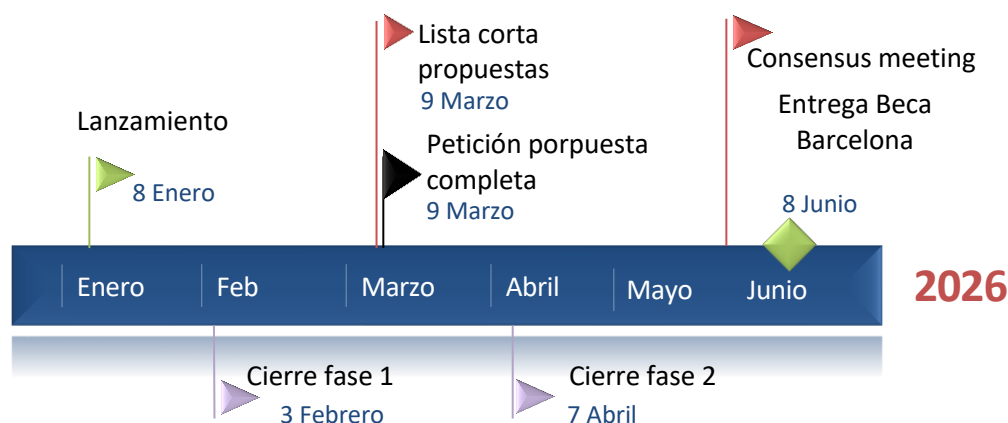 Lista corta
propuestas
9 Marzo
Consensus meeting
Entrega Beca
Barcelona
Lanzamiento
8 Enero
Petición porpuesta
completa
9 Marzo
8 Junio
Enero Feb Marzo Abril Mayo Junio
2026
Cierre fase 1
3 Febrero
Cierre fase 2
7 Abril